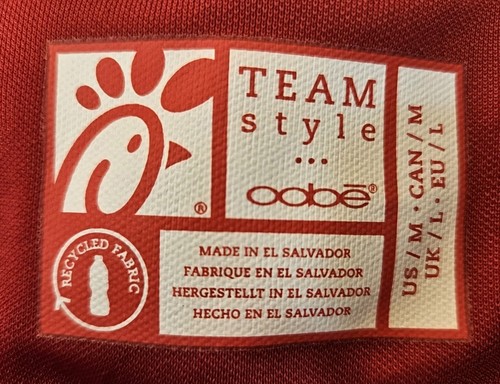 TEAM
style
...
oobē®
®
RECYCLED FABRIC
MADE IN EL SALVADOR
FABRIQUE EN EL SALVADOR
HERGESTELLT IN EL SALVADOR
HECHO EN EL SALVADOR
US / M · CAN / M
UK / L · EU / L